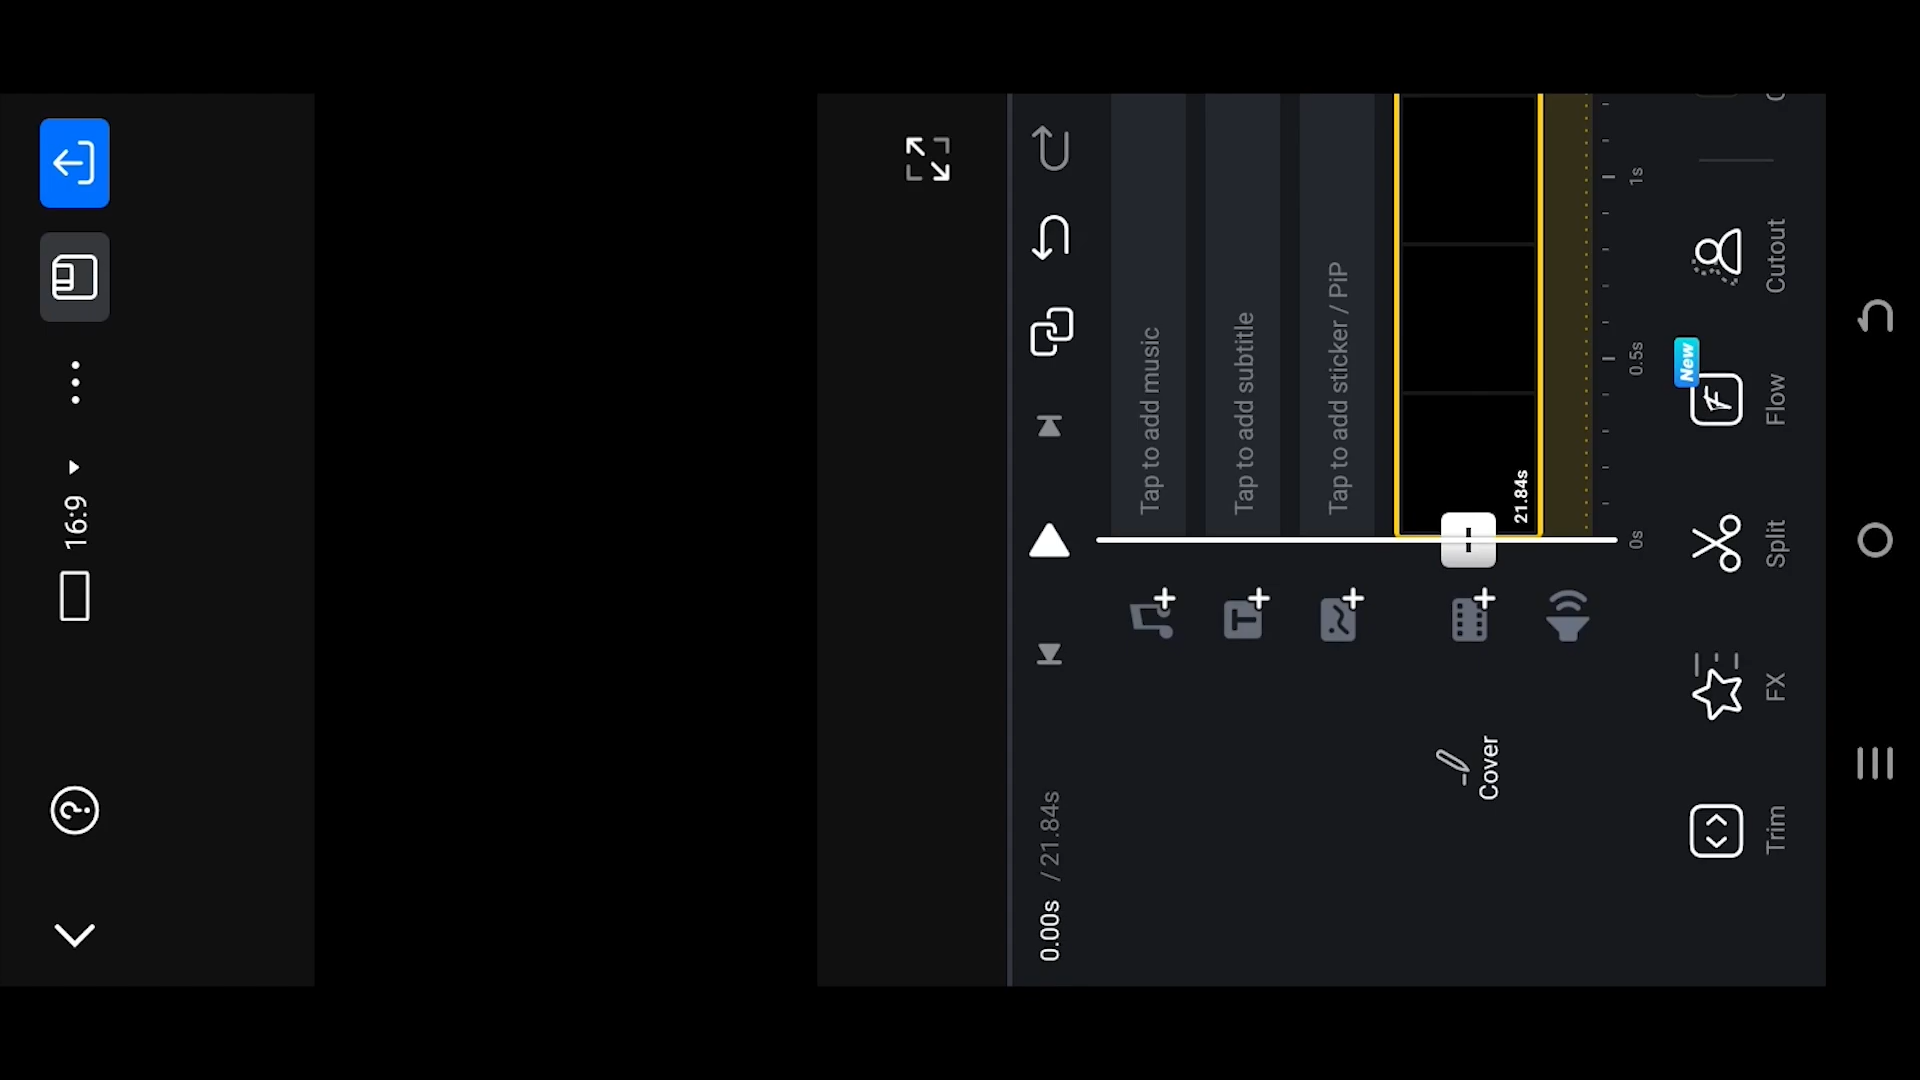 16:9
0.00s / 21.84s
Tap to add music
Tap to add subtitle
Tap to add sticker / PiP
Cover
21.84s
0s
0.5s
1s
New
Trim
FX
Split
Flow
Cutout